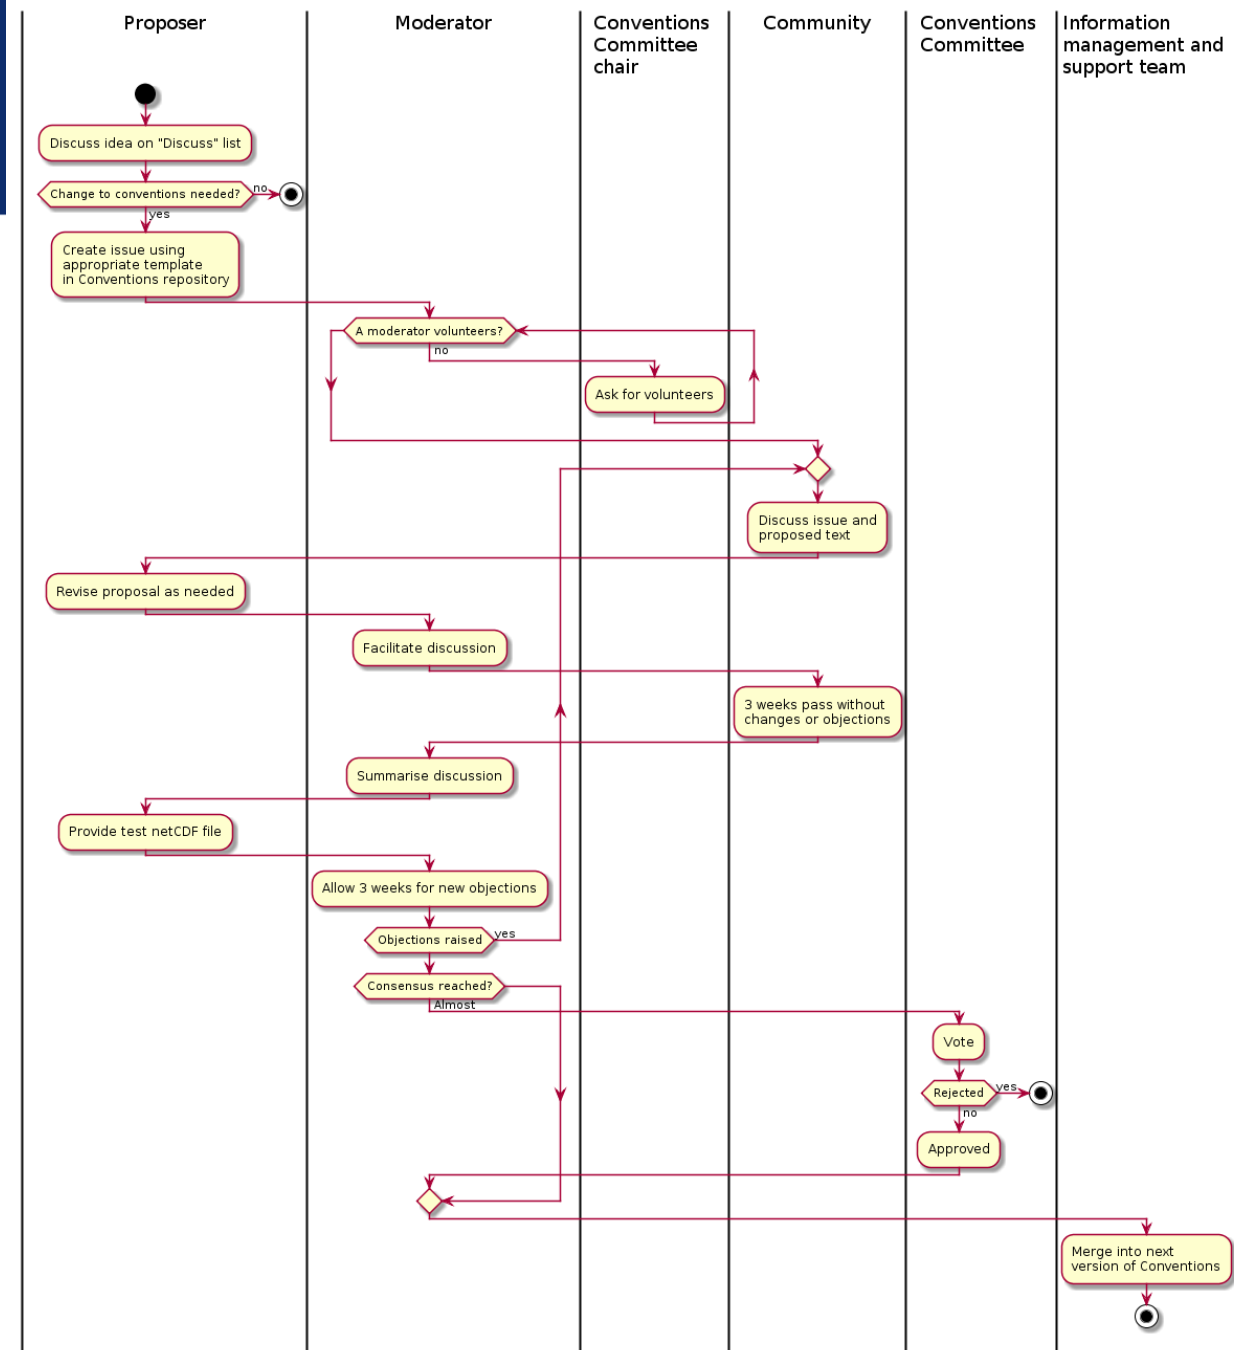 Proposer
Moderator
Conventions
Committee
chair
Community
Conventions
Committee
Information
management and
support team
Discuss idea on "Discuss" list
Change to conventions needed?
no
yes
Create issue using
appropriate template
in Conventions repository
A moderator volunteers?
no
Ask for volunteers
Discuss issue and
proposed text
Revise proposal as needed
Facilitate discussion
3 weeks pass without
changes or objections
Summarise discussion
Provide test netCDF file
Allow 3 weeks for new objections
Objections raised
yes
Consensus reached?
Almost
Vote
Rejected
yes
no
Approved
Merge into next
version of Conventions